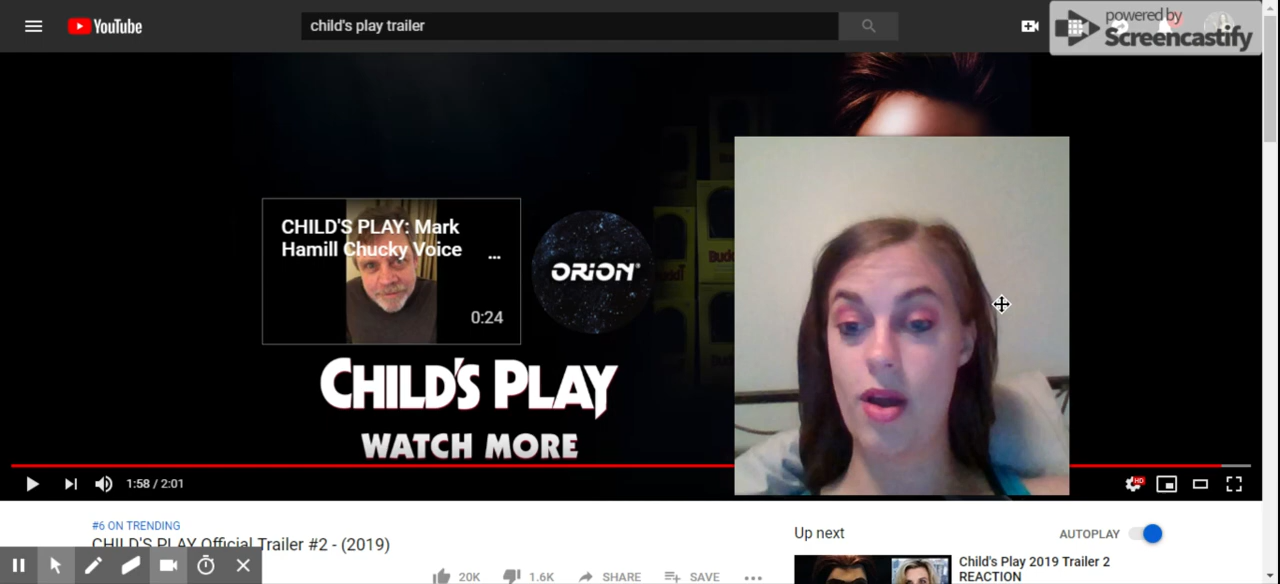 YouTube
child's play trailer
powered by
Screencastify
CHILD'S PLAY: Mark
Hamill Chucky Voice
...
0:24
ORION
CHILD'S PLAY
WATCH MORE
1:58 / 2:01
HD
#6 ON TRENDING
CHILD'S PLAY Official Trailer #2 - (2019)
20K
1.6K
SHARE
SAVE
Up next
AUTOPLAY
Child's Play 2019 Trailer 2
REACTION